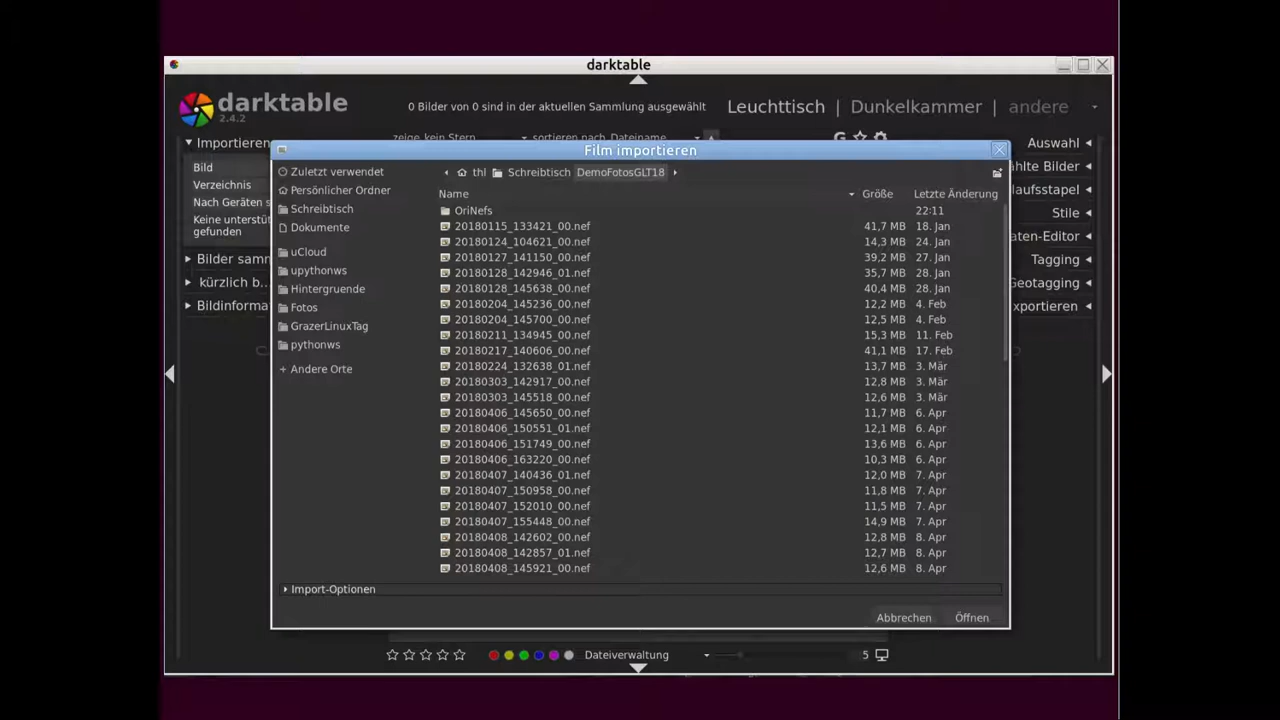 darktable
darktable
2.4.2
0 Bilder von 0 sind in der aktuellen Sammlung ausgewählt
Leuchttisch | Dunkelkammer | andere
Importieren
zeige kein Stern
sortieren nach Dateiname
Auswahl
Film importieren
Bild
Verzeichnis
Nach Geräten s
Keine unterstüt
gefunden
Bilder samm
kürzlich b...
Bildinforma
hlte Bilder
laufsstapel
Stile
aten-Editor
Tagging
Geotagging
xportieren
Zuletzt verwendet
Persönlicher Ordner
Schreibtisch
Dokumente
uCloud
upythonws
Hintergruende
Fotos
GrazerLinuxTag
pythonws
Andere Orte
thl Schreibtisch DemoFotosGLT18
Name Größe Letzte Änderung
OriNefs 22:11
20180115_133421_00.nef 41,7 MB 18. Jan
20180124_104621_00.nef 14,3 MB 24. Jan
20180127_141150_00.nef 39,2 MB 27. Jan
20180128_142946_01.nef 35,7 MB 28. Jan
20180128_145638_00.nef 40,4 MB 28. Jan
20180204_145236_00.nef 12,2 MB 4. Feb
20180204_145700_00.nef 12,5 MB 4. Feb
20180211_134945_00.nef 15,3 MB 11. Feb
20180217_140606_00.nef 41,1 MB 17. Feb
20180224_132638_01.nef 13,7 MB 3. Mär
20180303_142917_00.nef 12,8 MB 3. Mär
20180303_145518_00.nef 12,6 MB 3. Mär
20180406_145650_00.nef 11,7 MB 6. Apr
20180406_150551_01.nef 12,1 MB 6. Apr
20180406_151749_00.nef 13,6 MB 6. Apr
20180406_163220_00.nef 10,3 MB 6. Apr
20180407_140436_01.nef 12,0 MB 7. Apr
20180407_150958_00.nef 11,8 MB 7. Apr
20180407_152010_00.nef 11,5 MB 7. Apr
20180407_155448_00.nef 14,9 MB 7. Apr
20180408_142602_00.nef 12,8 MB 8. Apr
20180408_142857_01.nef 12,7 MB 8. Apr
20180408_145921_00.nef 12,6 MB 8. Apr
Import-Optionen
Abbrechen Öffnen
Dateiverwaltung 5